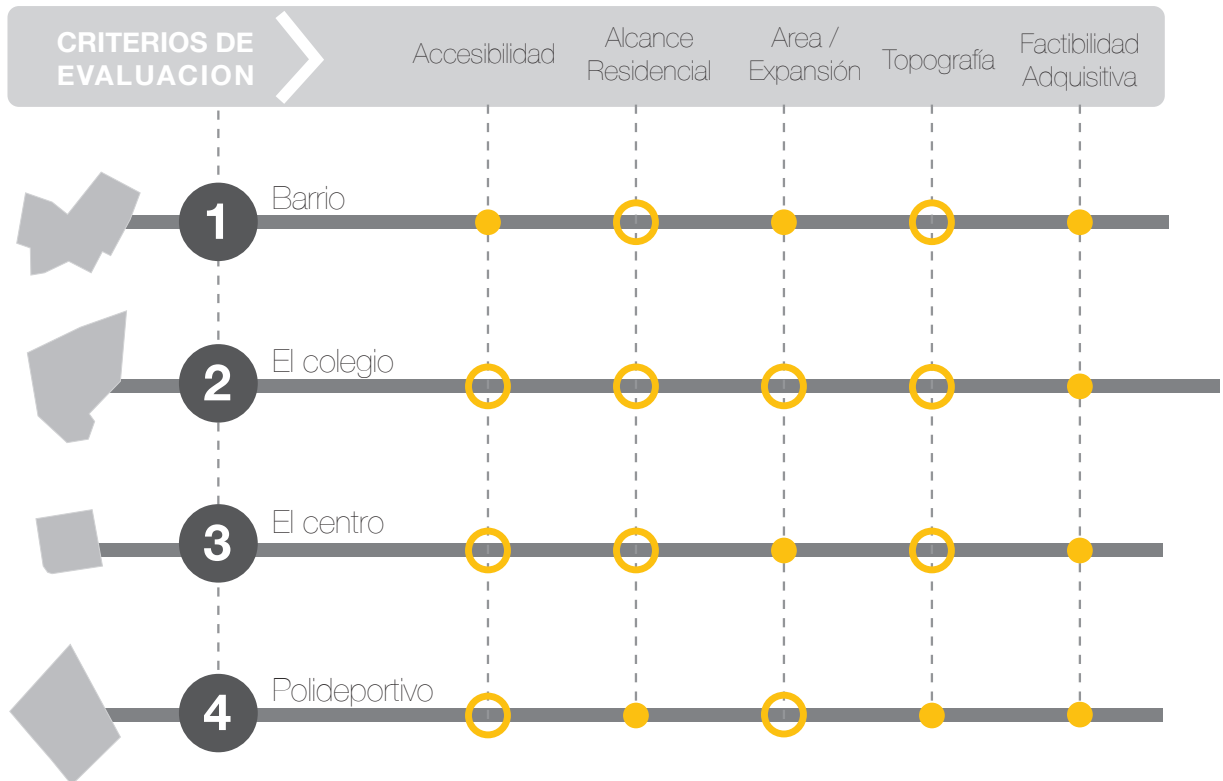 CRITERIOS DE
EVALUACION
Accesibilidad
Alcance
Residencial
Area /
Expansión
Topografía
Factibilidad
Adquisitiva
1
Barrio
2
El colegio
3
El centro
4
Polideportivo